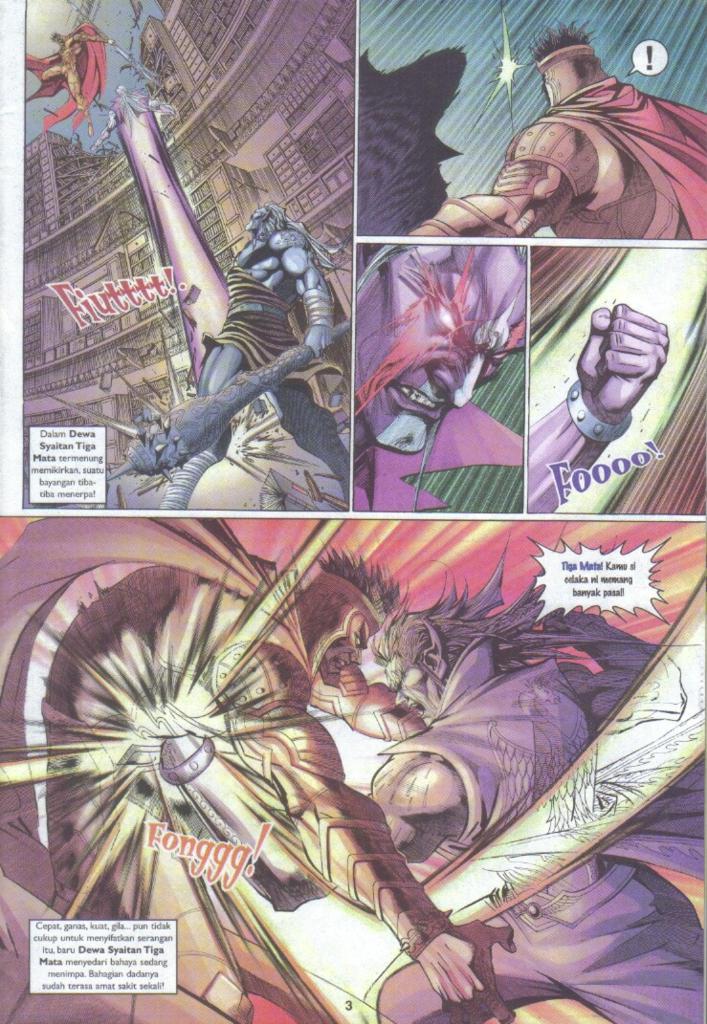 !
Fiutttt!
Dalam Dewa
Syaitan Tiga
Mata termenung
memikirkan, suatu
bayangan tiba-
tiba menerpa!
Foooo!
Tiga Mata! Kamu si
celaka ni memang
banyak pasal!
Fonggg!
Cepat, ganas, kuat, gila... pun tidak
cukup untuk menyifatkan serangan
itu, baru Dewa Syaitan Tiga
Mata menyedari bahaya sedang
menimpa. Bahagian dadanya
sudah terasa amat sakit sekali!
3